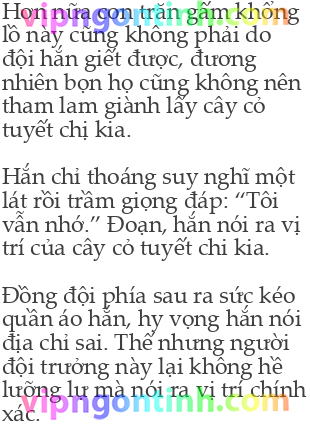 Hơn nữa con trăn gấm khổng
lồ này cũng không phải do
đội hắn giết được, đương
nhiên bọn họ cũng không nên
tham lam giành lấy cây cỏ
tuyết chị kia.
Hắn chỉ thoáng suy nghĩ một
lát rồi trầm giọng đáp: “Tôi
vẫn nhớ.” Đoạn, hắn nói ra vị
trí của cây cỏ tuyết chi kia.
Đồng đội phía sau ra sức kéo
quần áo hắn, hy vọng hắn nói
địa chỉ sai. Thế nhưng người
đội trưởng này lại không hề
lưỡng lự mà nói ra vị trí chính
xác.
vipngontinh.com
vipngontinh.com